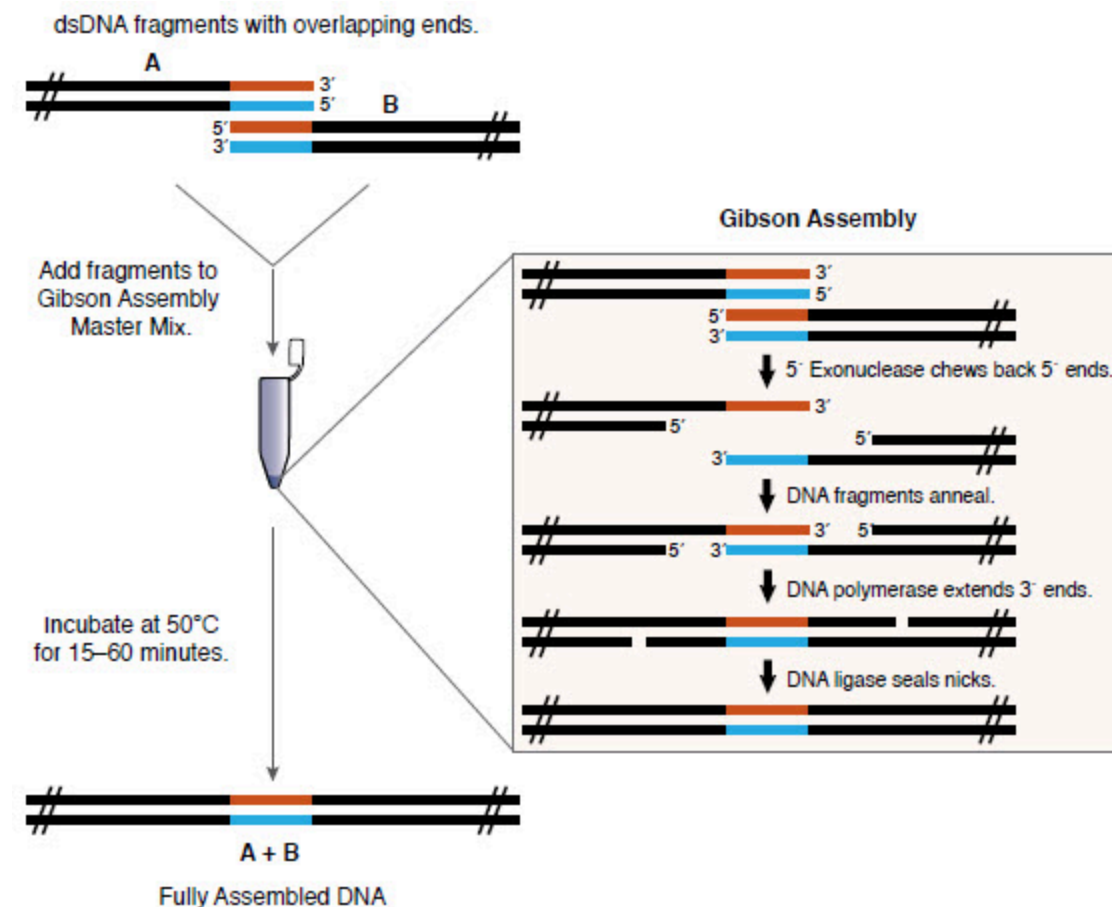 dsDNA fragments with overlapping ends.
A
3′
5′
B
5′
3′
Add fragments to
Gibson Assembly
Master Mix.
Incubate at 50°C
for 15–60 minutes.
A + B
Fully Assembled DNA
Gibson Assembly
3′
5′
5′
3′
5′ Exonuclease chews back 5′ ends.
3′
5′
5′
3′
DNA fragments anneal.
3′ 5′
5′ 3′
DNA polymerase extends 3′ ends.
DNA ligase seals nicks.